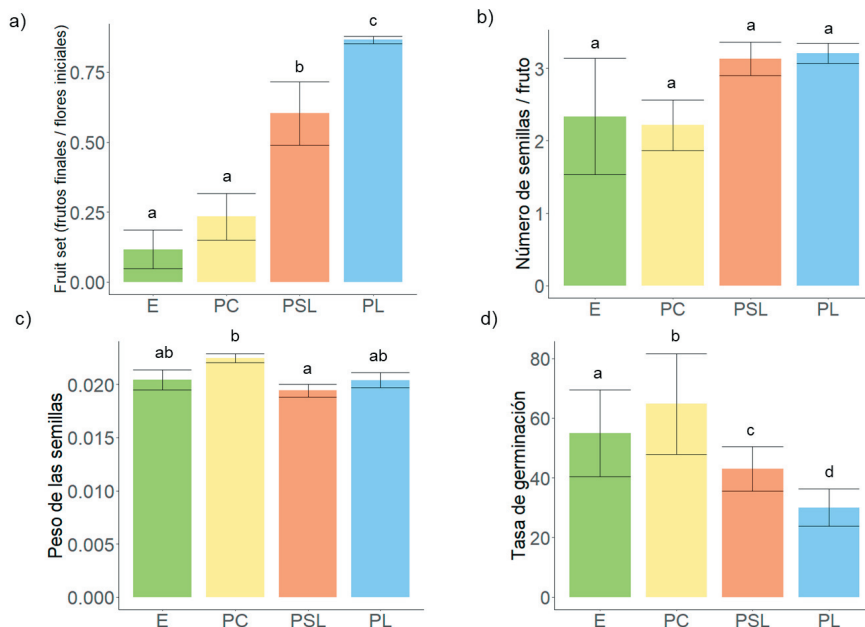 a)
Fruit set (frutos finales / flores iniciales)
0.75
0.50
0.25
0.00
a
a
b
c
E PC PSL PL
b)
Número de semillas / fruto
3
2
1
0
a
a
a
a
E PC PSL PL
c)
Peso de las semillas
0.020
0.015
0.010
0.005
0.000
ab
b
a
ab
E PC PSL PL
d)
Tasa de germinación
80
60
40
20
0
a
b
c
d
E PC PSL PL